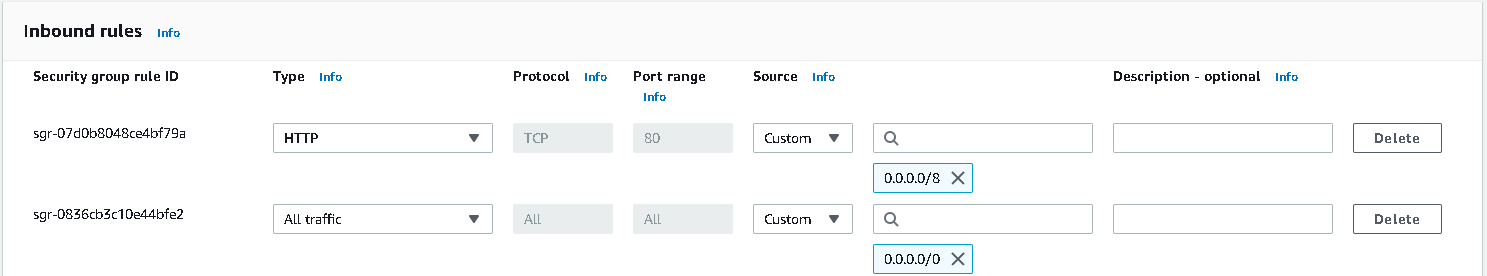 Inbound rules Info
Security group rule ID Type Info Protocol Info Port range Info Source Info Description - optional Info
sgr-07d0b8048ce4bf79a HTTP TCP 80 Custom Delete
0.0.0.0/8
sgr-0836cb3c10e44bfe2 All traffic All All Custom Delete
0.0.0.0/0